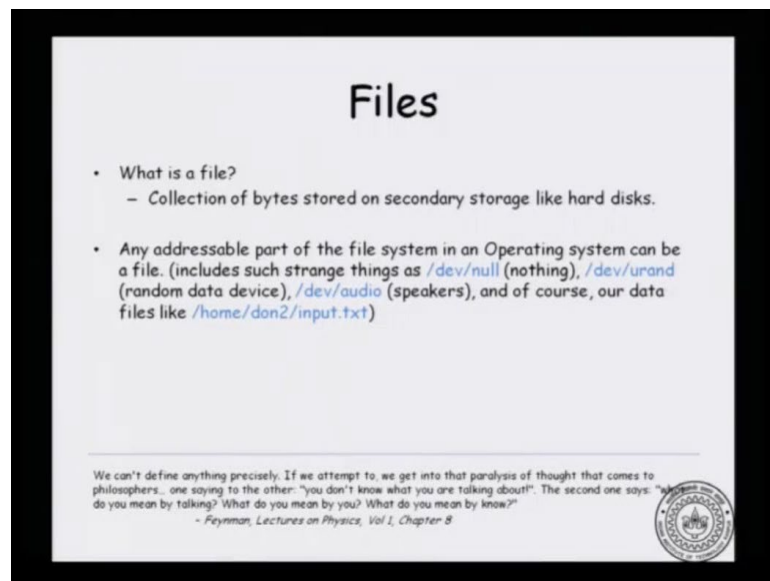 Files
• What is a file?
– Collection of bytes stored on secondary storage like hard disks.
• Any addressable part of the file system in an Operating system can be
a file. (includes such strange things as /dev/null (nothing), /dev/urand
(random data device), /dev/audio (speakers), and of course, our data
files like /home/don2/input.txt)
We can't define anything precisely. If we attempt to, we get into that paralysis of thought that comes to
philosophers... one saying to the other: "you don't know what you are talking about!". The second one says: "what
do you mean by talking? What do you mean by you? What do you mean by know?"
- Feynman, Lectures on Physics, Vol I, Chapter 8